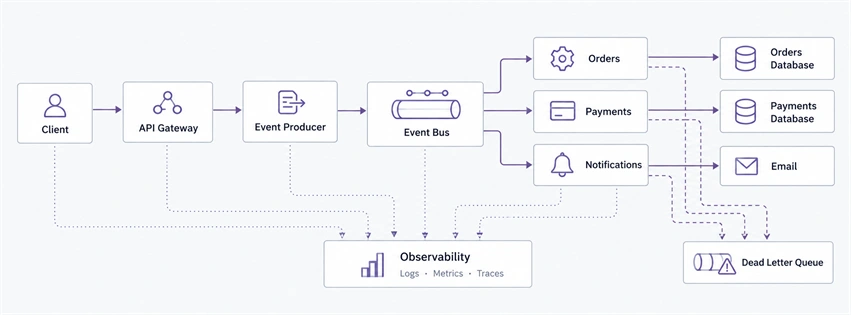 Client
API Gateway
Event Producer
Event Bus
Orders
Payments
Notifications
Orders
Database
Payments
Database
Email
Observability
Logs • Metrics • Traces
Dead Letter Queue